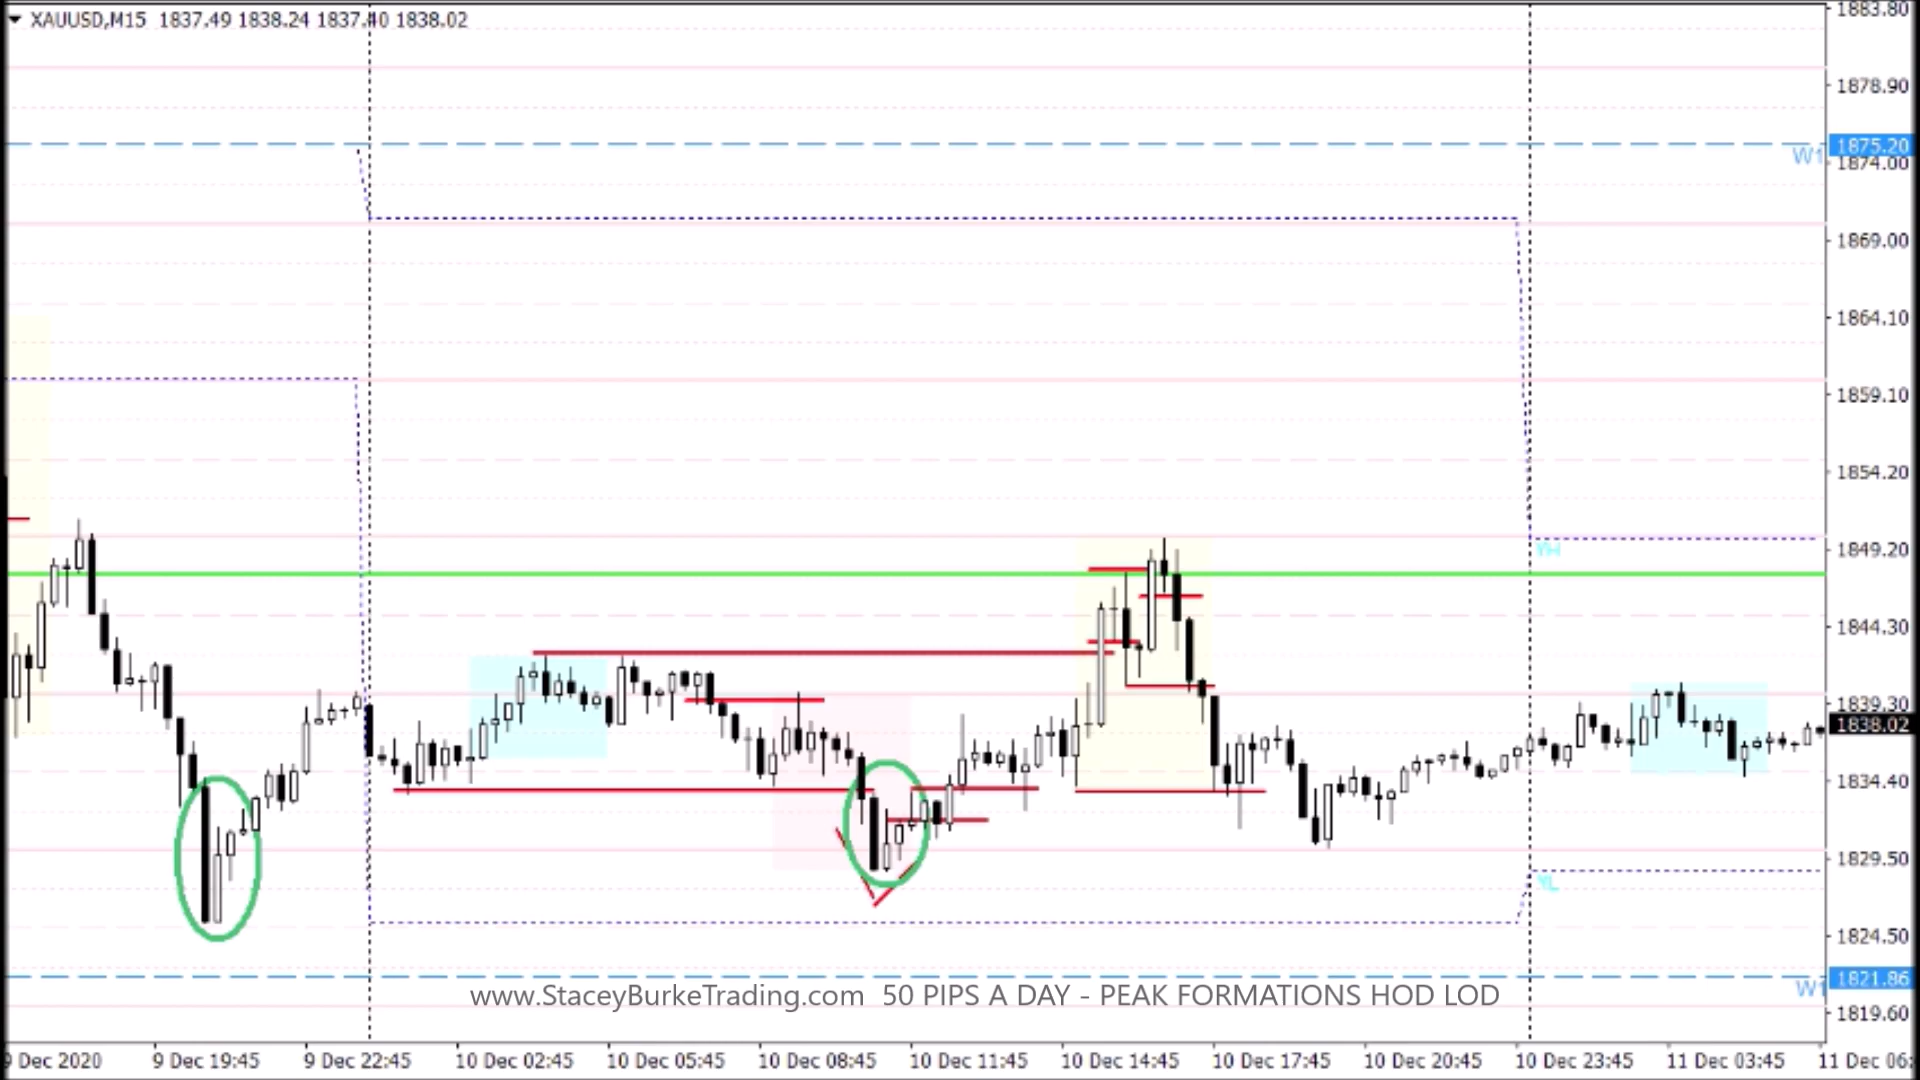 XAUUSD,M15 1837.49 1838.24 1837.40 1838.02
1883.80
1878.90
1875.20
W1
1874.00
1869.00
1864.10
1859.10
1854.20
YH
1849.20
1844.30
1839.30
1838.02
1834.40
1829.50
YL
1824.50
1821.86
W1
www.StaceyBurkeTrading.com 50 PIPS A DAY - PEAK FORMATIONS HOD LOD
1819.60
9 Dec 2020 9 Dec 19:45 9 Dec 22:45 10 Dec 02:45 10 Dec 05:45 10 Dec 08:45 10 Dec 11:45 10 Dec 14:45 10 Dec 17:45 10 Dec 20:45 10 Dec 23:45 11 Dec 03:45 11 Dec 06: